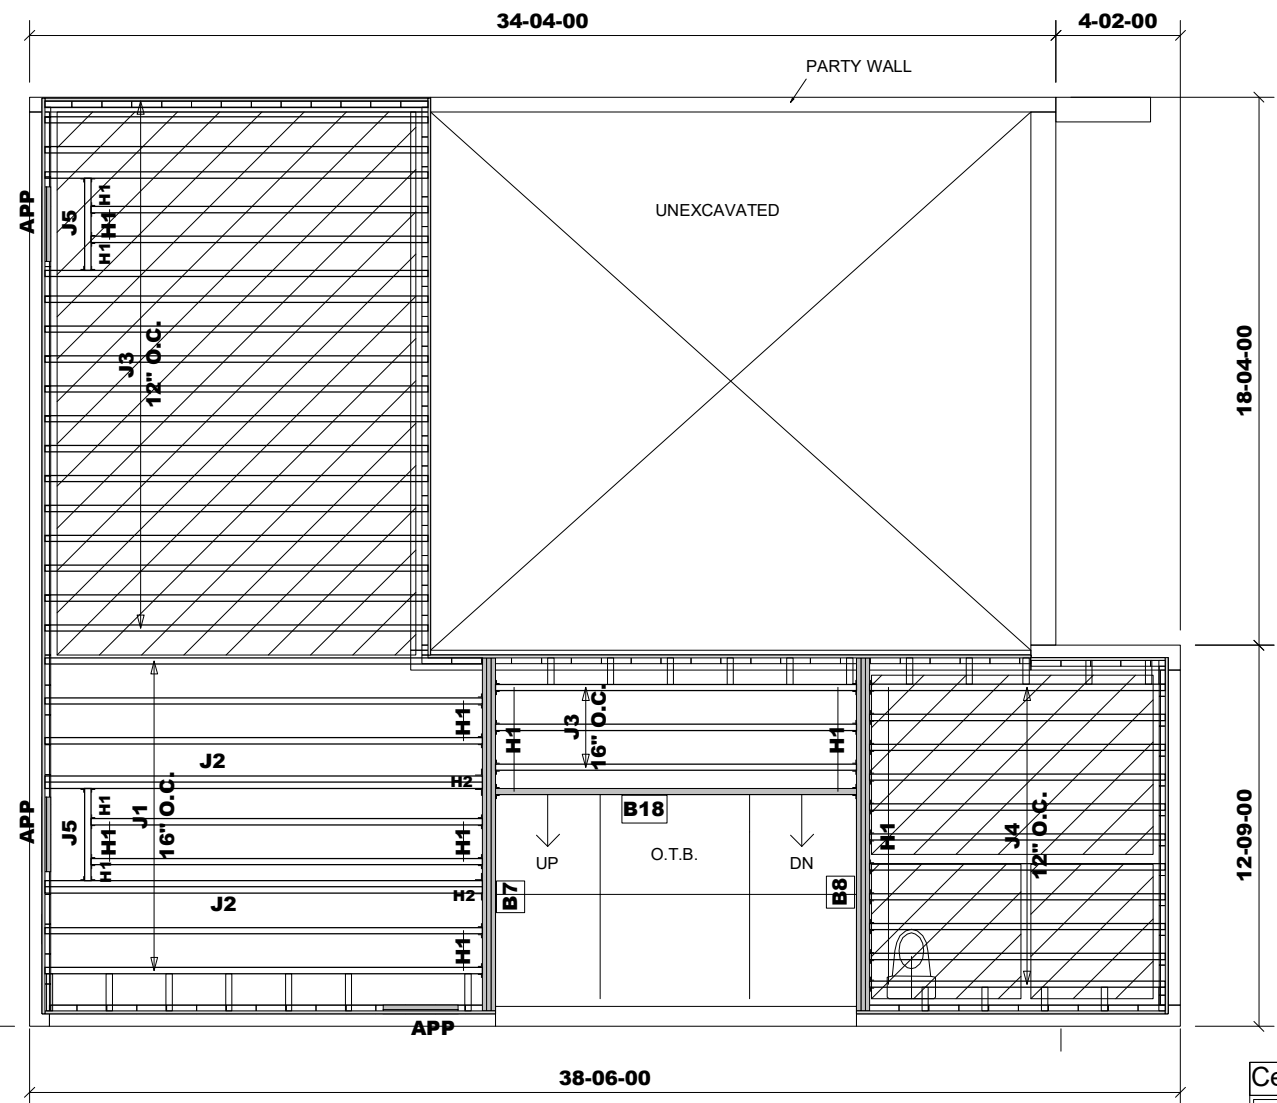 34-04-00
4-02-00
PARTY WALL
UNEXCAVATED
APP
J5
H1
H1
H1
J3
12" O.C.
18-04-00
J1
16" O.C.
J2
H1
H2
J3
16" O.C.
H1
H1
B18
APP
J5
H1
H1
H1
H1
UP
O.T.B.
DN
H1
J4
12" O.C.
12-09-00
J2
H2
B7
B8
H1
APP
38-06-00
Ce